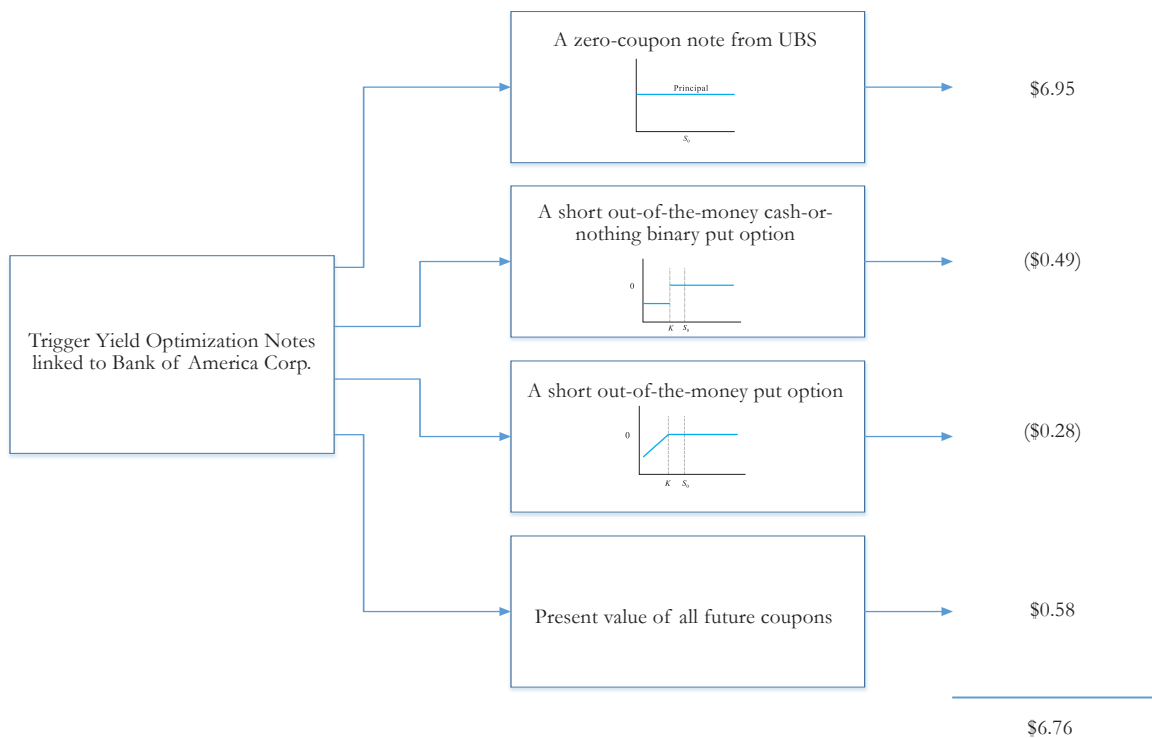 A zero-coupon note from UBS
Principal
S0
$6.95
A short out-of-the-money cash-or-
nothing binary put option
0
K S0
($0.49)
Trigger Yield Optimization Notes
linked to Bank of America Corp.
A short out-of-the-money put option
0
K S0
($0.28)
Present value of all future coupons
$0.58
$6.76